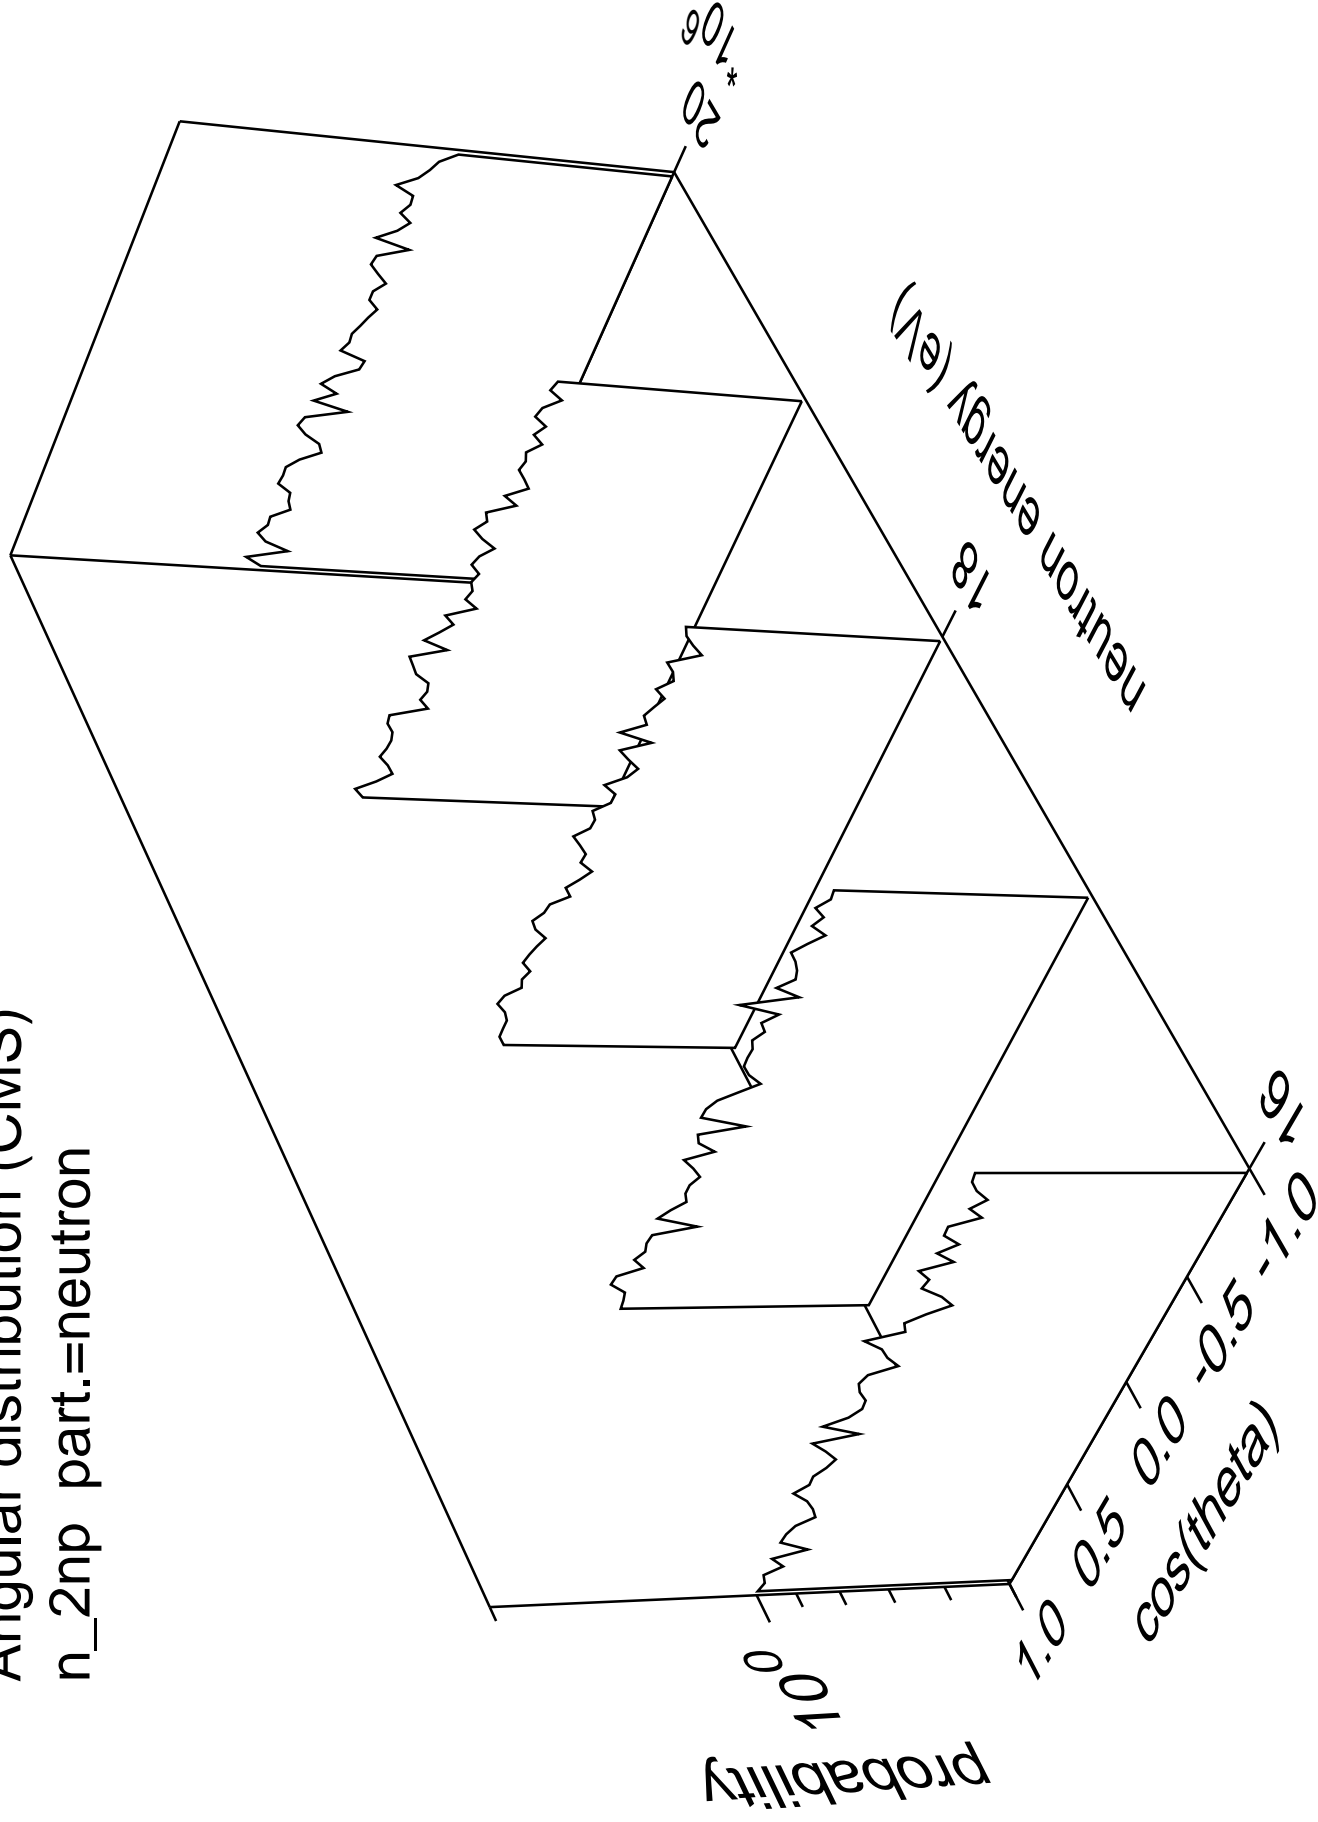 Angular distribution (CMS)
n_2np part.=neutron
probability
10 0
1.0 0.5 0.0 -0.5 -1.0
cos(theta)
16 18 20
* 10 6
neutron energy (eV)